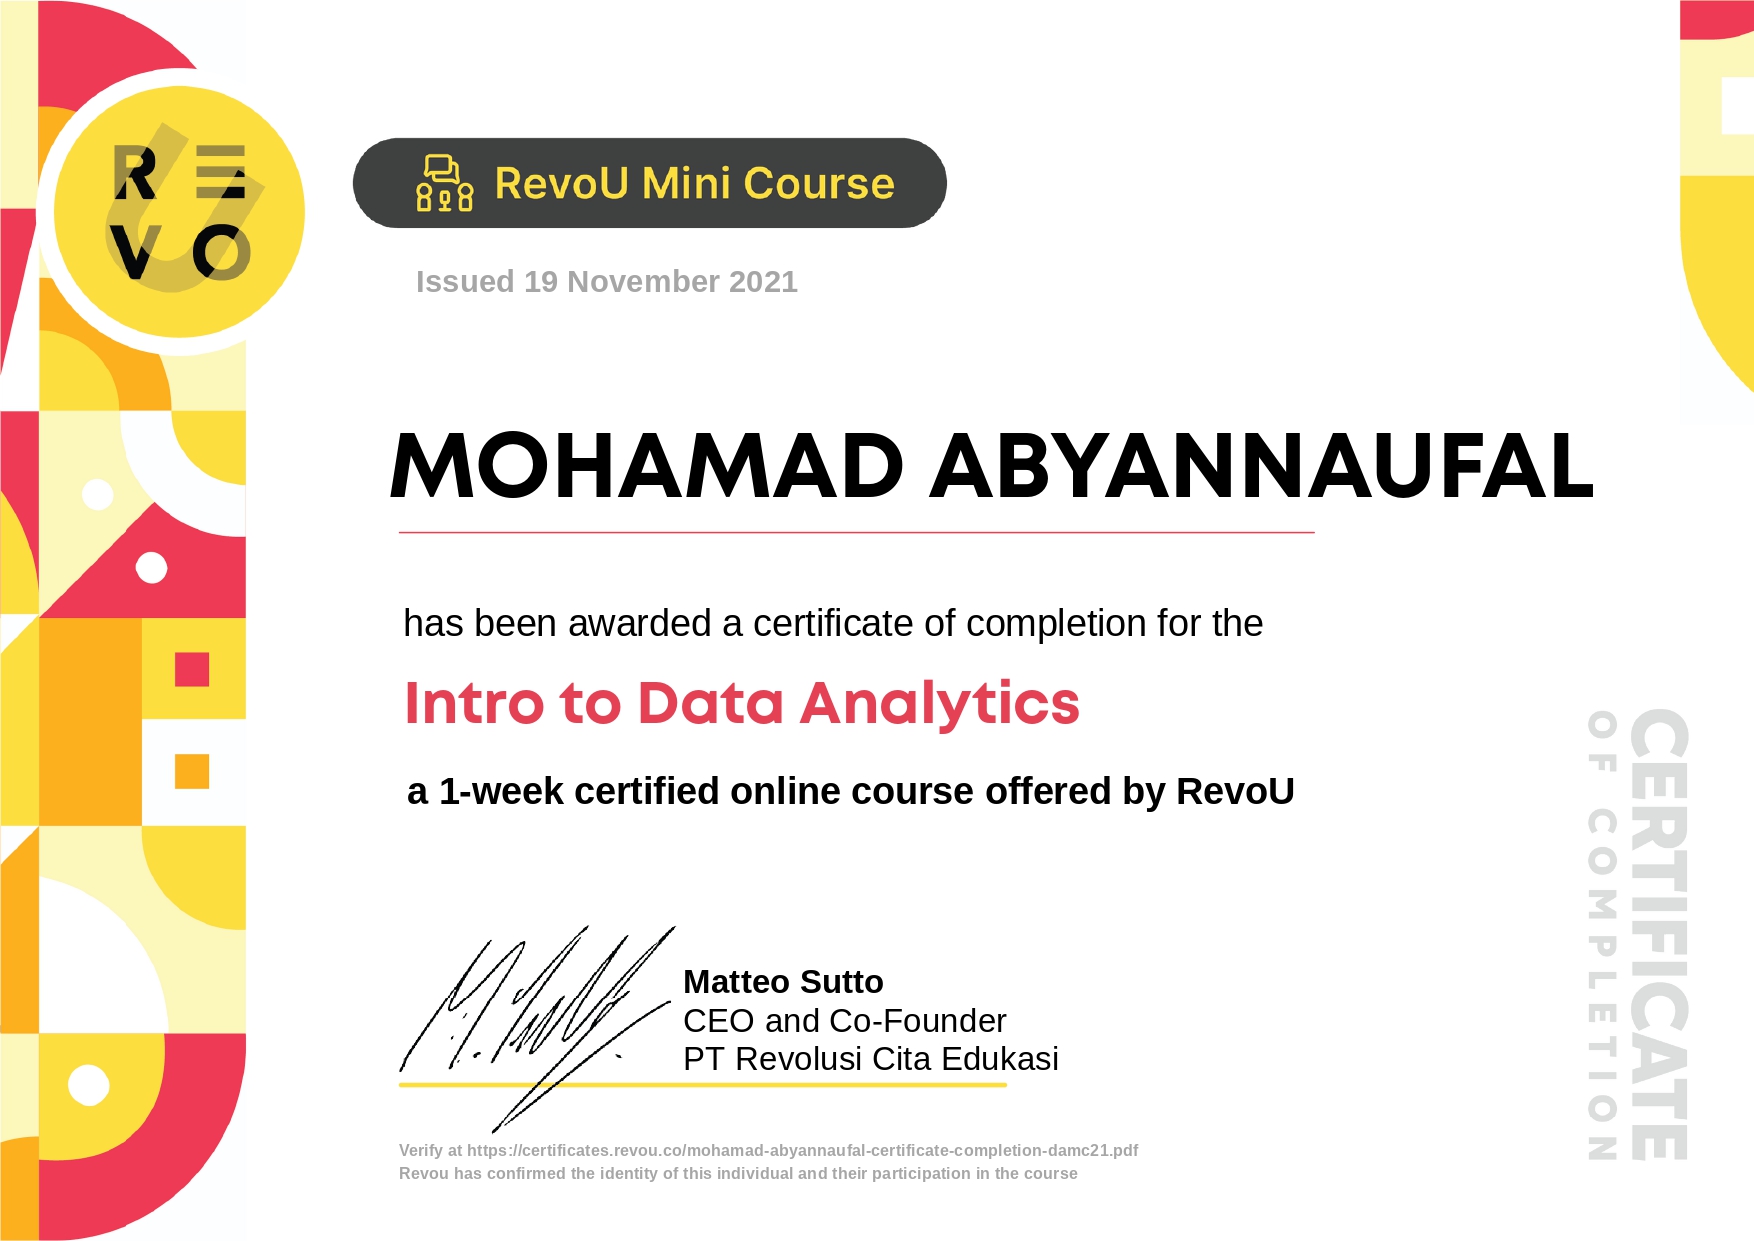 RE
VO
RevoU Mini Course
Issued 19 November 2021
MOHAMAD ABYANNAUFAL
has been awarded a certificate of completion for the
Intro to Data Analytics
a 1-week certified online course offered by RevoU
Matteo Sutto
CEO and Co-Founder
PT Revolusi Cita Edukasi
Verify at https://certificates.revou.co/mohamad-abyannaufal-certificate-completion-damc21.pdf
Revou has confirmed the identity of this individual and their participation in the course
CERTIFICATE
OF COMPLETION